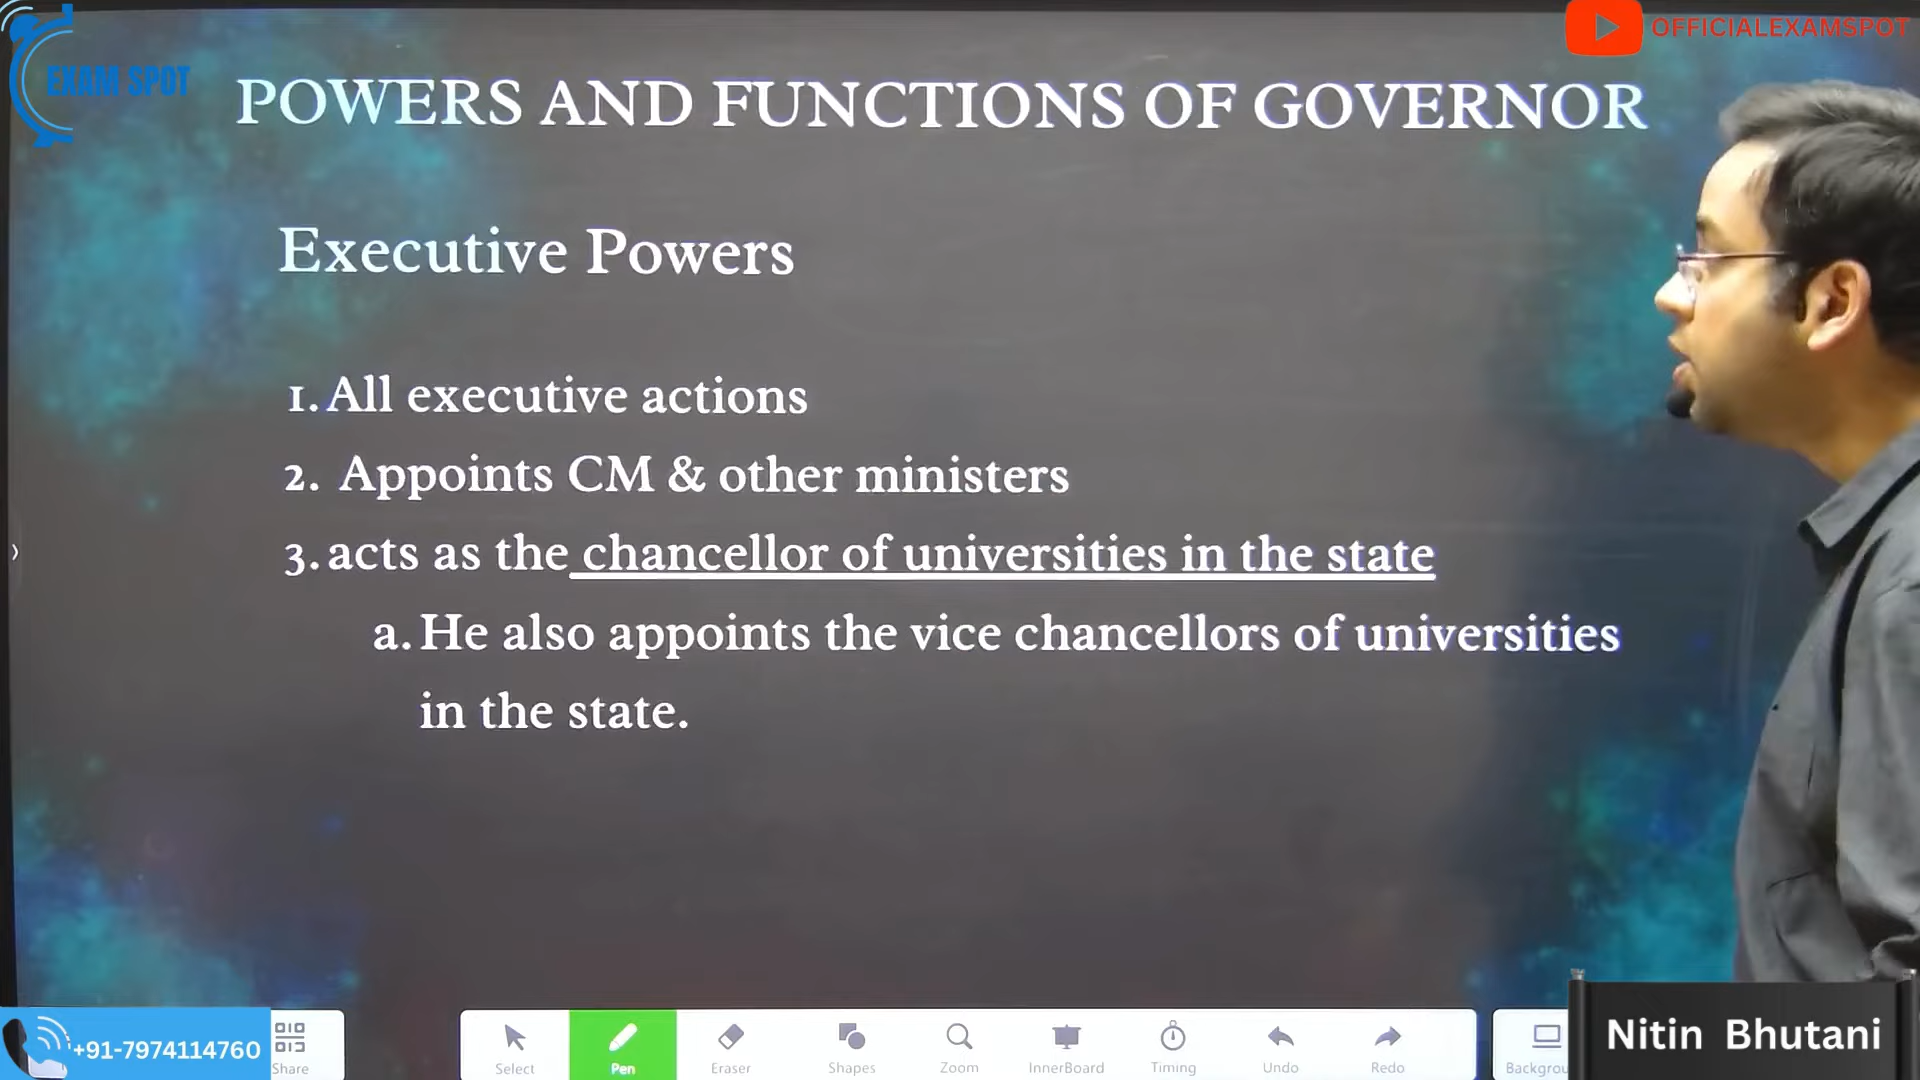 EXAM SPOT
OFFICIALEXAMSPOT
POWERS AND FUNCTIONS OF GOVERNOR
Executive Powers
1. All executive actions
2. Appoints CM & other ministers
3. acts as the chancellor of universities in the state
a. He also appoints the vice chancellors of universities
in the state.
+91-7974114760
Share
Select
Pen
Eraser
Shapes
Zoom
InnerBoard
Timing
Undo
Redo
Backgrou
Nitin Bhutani